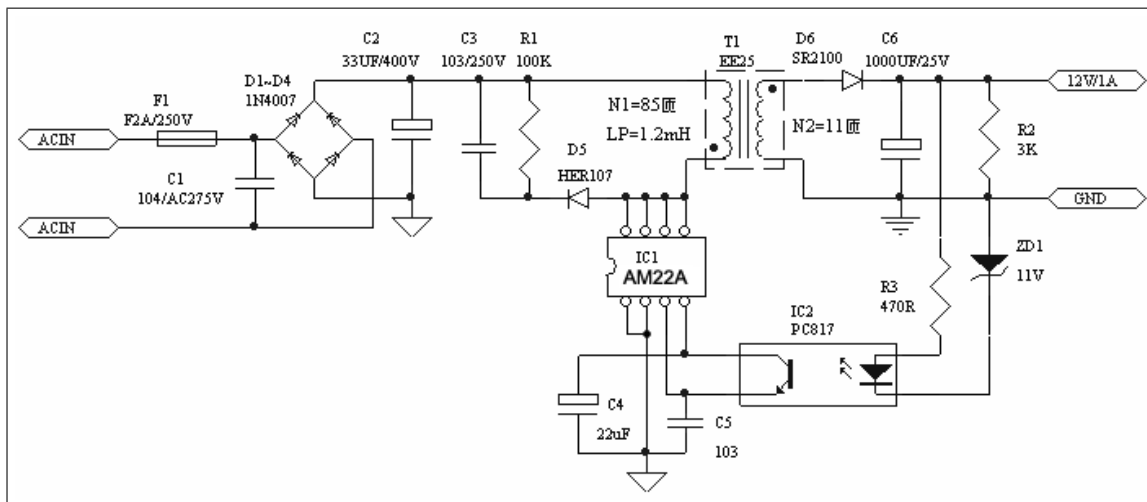 C2
33UF/400V
C3
103/250V
R1
100K
T1
EE25
D6
SR2100
C6
1000UF/25V
D1~D4
1N4007
12W/1A
F1
F2A/250V
N1=85匝
N2=11匝
LP=1.2mH
R2
3K
ACIN
D5
HER107
C1
104/AC275V
GND
ACIN
IC1
AM22A
ZD1
11V
R3
470R
IC2
PC817
C4
22uF
C5
103